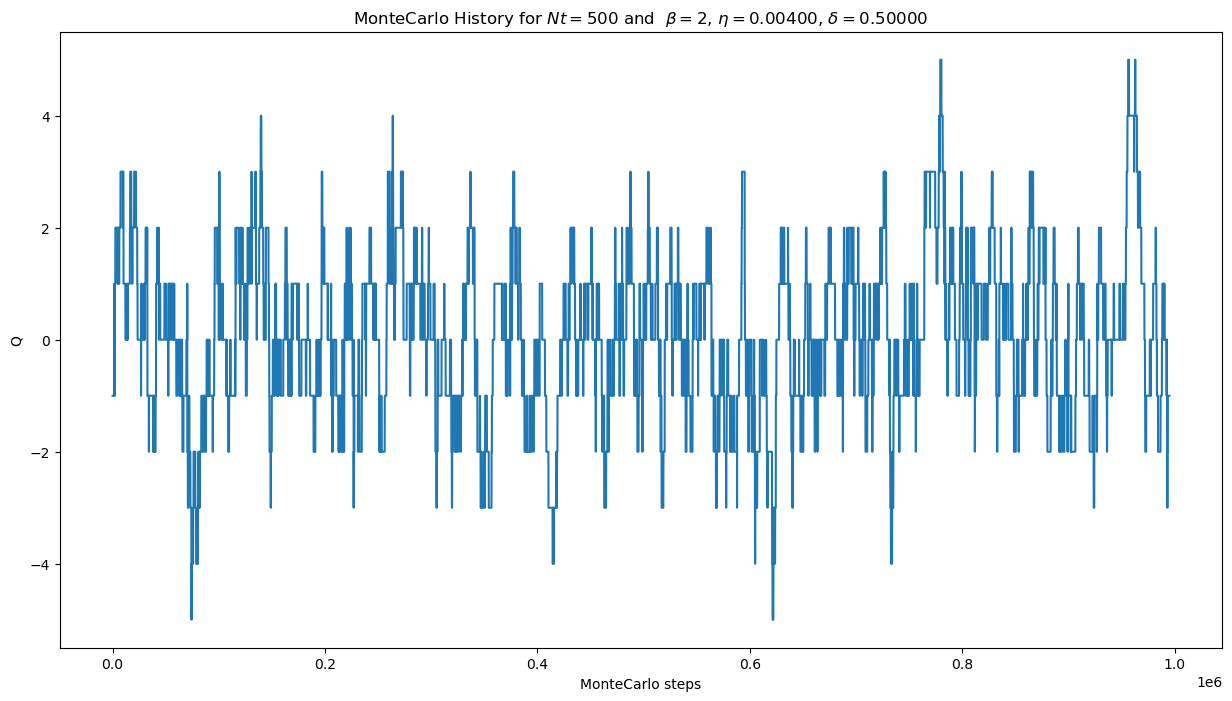 MonteCarlo History for Nt = 500 and β = 2, η = 0.00400, δ = 0.50000
4
2
0
−2
−4
Q
0.0 0.2 0.4 0.6 0.8 1.0
1e6
MonteCarlo steps